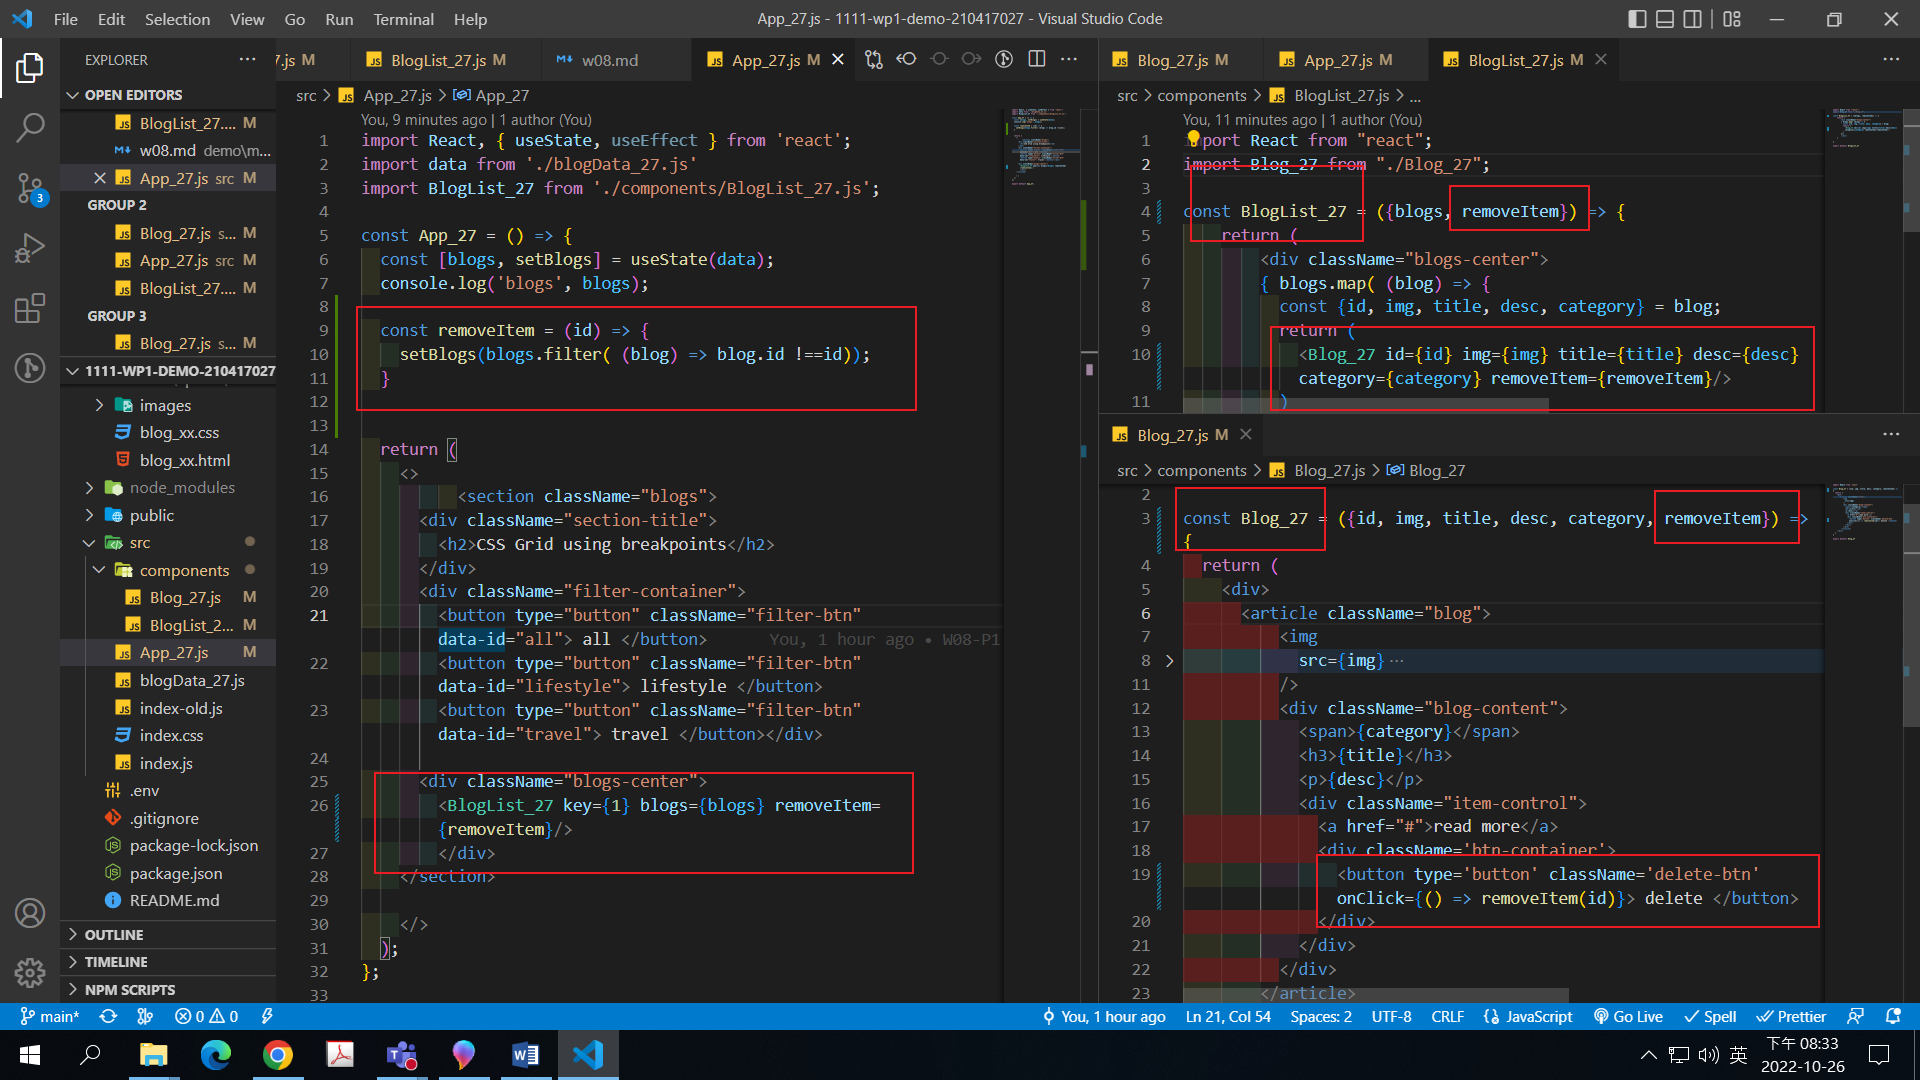 File Edit Selection View Go Run Terminal Help
App_27.js - 1111-wp1-demo-210417027 - Visual Studio Code
EXPLORER
OPEN EDITORS
BlogList_27.... M
w08.md demo\m...
App_27.js src M
GROUP 2
Blog_27.js s... M
App_27.js src M
BlogList_27.... M
GROUP 3
Blog_27.js s... M
1111-WP1-DEMO-210417027
images
blog_xx.css
blog_xx.html
node_modules
public
src
components
Blog_27.js M
BlogList_2... M
App_27.js M
blogData_27.js
index-old.js
index.css
index.js
.env
.gitignore
package-lock.json
package.json
README.md
OUTLINE
TIMELINE
NPM SCRIPTS
7.js M
BlogList_27.js M
w08.md
App_27.js M
src > App_27.js > App_27
You, 9 minutes ago | 1 author (You)
1 import React, { useState, useEffect } from 'react';
2 import data from './blogData_27.js'
3 import BlogList_27 from './components/BlogList_27.js';
4
5 const App_27 = () => {
6 const [blogs, setBlogs] = useState(data);
7 console.log('blogs', blogs);
8
9 const removeItem = (id) => {
10 setBlogs(blogs.filter( (blog) => blog.id !==id));
11 }
12
13
14 return (
15 <>
16 <section className="blogs">
17 <div className="section-title">
18 <h2>CSS Grid using breakpoints</h2>
19 </div>
20 <div className="filter-container">
21 <button type="button" className="filter-btn"
data-id="all"> all </button> You, 1 hour ago • W08-P1
22 <button type="button" className="filter-btn"
data-id="lifestyle"> lifestyle </button>
23 <button type="button" className="filter-btn"
data-id="travel"> travel </button></div>
24
25 <div className="blogs-center">
26 <BlogList_27 key={1} blogs={blogs} removeItem=
{removeItem}/>
27 </div>
28 </section>
29
30 </>
31 );
32 };
33
Blog_27.js M
App_27.js M
BlogList_27.js M
src > components > BlogList_27.js > ...
You, 11 minutes ago | 1 author (You)
1 import React from "react";
2 import Blog_27 from "./Blog_27";
3
4 const BlogList_27 = ({blogs, removeItem}) => {
5 return (
6 <div className="blogs-center">
7 { blogs.map( (blog) => {
8 const {id, img, title, desc, category} = blog;
9 return (
10 <Blog_27 id={id} img={img} title={title} desc={desc}
category={category} removeItem={removeItem}/>
11 )
Blog_27.js M
src > components > Blog_27.js > Blog_27
2
3 const Blog_27 = ({id, img, title, desc, category, removeItem}) =>
{
4 return (
5 <div>
6 <article className="blog">
7 <img
8 src={img} ...
11 />
12 <div className="blog-content">
13 <span>{category}</span>
14 <h3>{title}</h3>
15 <p>{desc}</p>
16 <div className="item-control">
17 <a href="#">read more</a>
18 <div className='btn-container'>
19 <button type='button' className='delete-btn'
onClick={() => removeItem(id)}> delete </button>
20 </div>
21 </div>
22 </div>
23 </article>
3
main* 0 0 You, 1 hour ago Ln 21, Col 54 Spaces: 2 UTF-8 CRLF JavaScript Go Live Spell Prettier
英
下午 08:33
2022-10-26